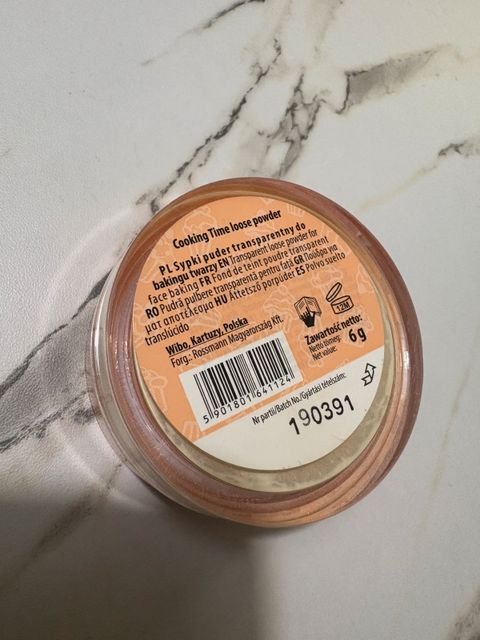 Cooking Time loose powder
PL Sypki puder transparentny do
bakingu twarzy EN Transparent loose powder for
face baking FR Fond de teint poudre transparent
RO Pudră pulbere transparentă pentru față GR Πούδρα για
ματ αποτέλεσμα HU Áttetsző porpúder ES Polvo suelto
translúcido
Wibo, Kartuzy, Polska
Forg.: Rossmann Magyarország Kft.
12M
Zawartość netto:
Nettó tömeg:
Net value:
6 g
5 901801 641124
Nr partii/Batch No./Gyártási tételszám:
190391